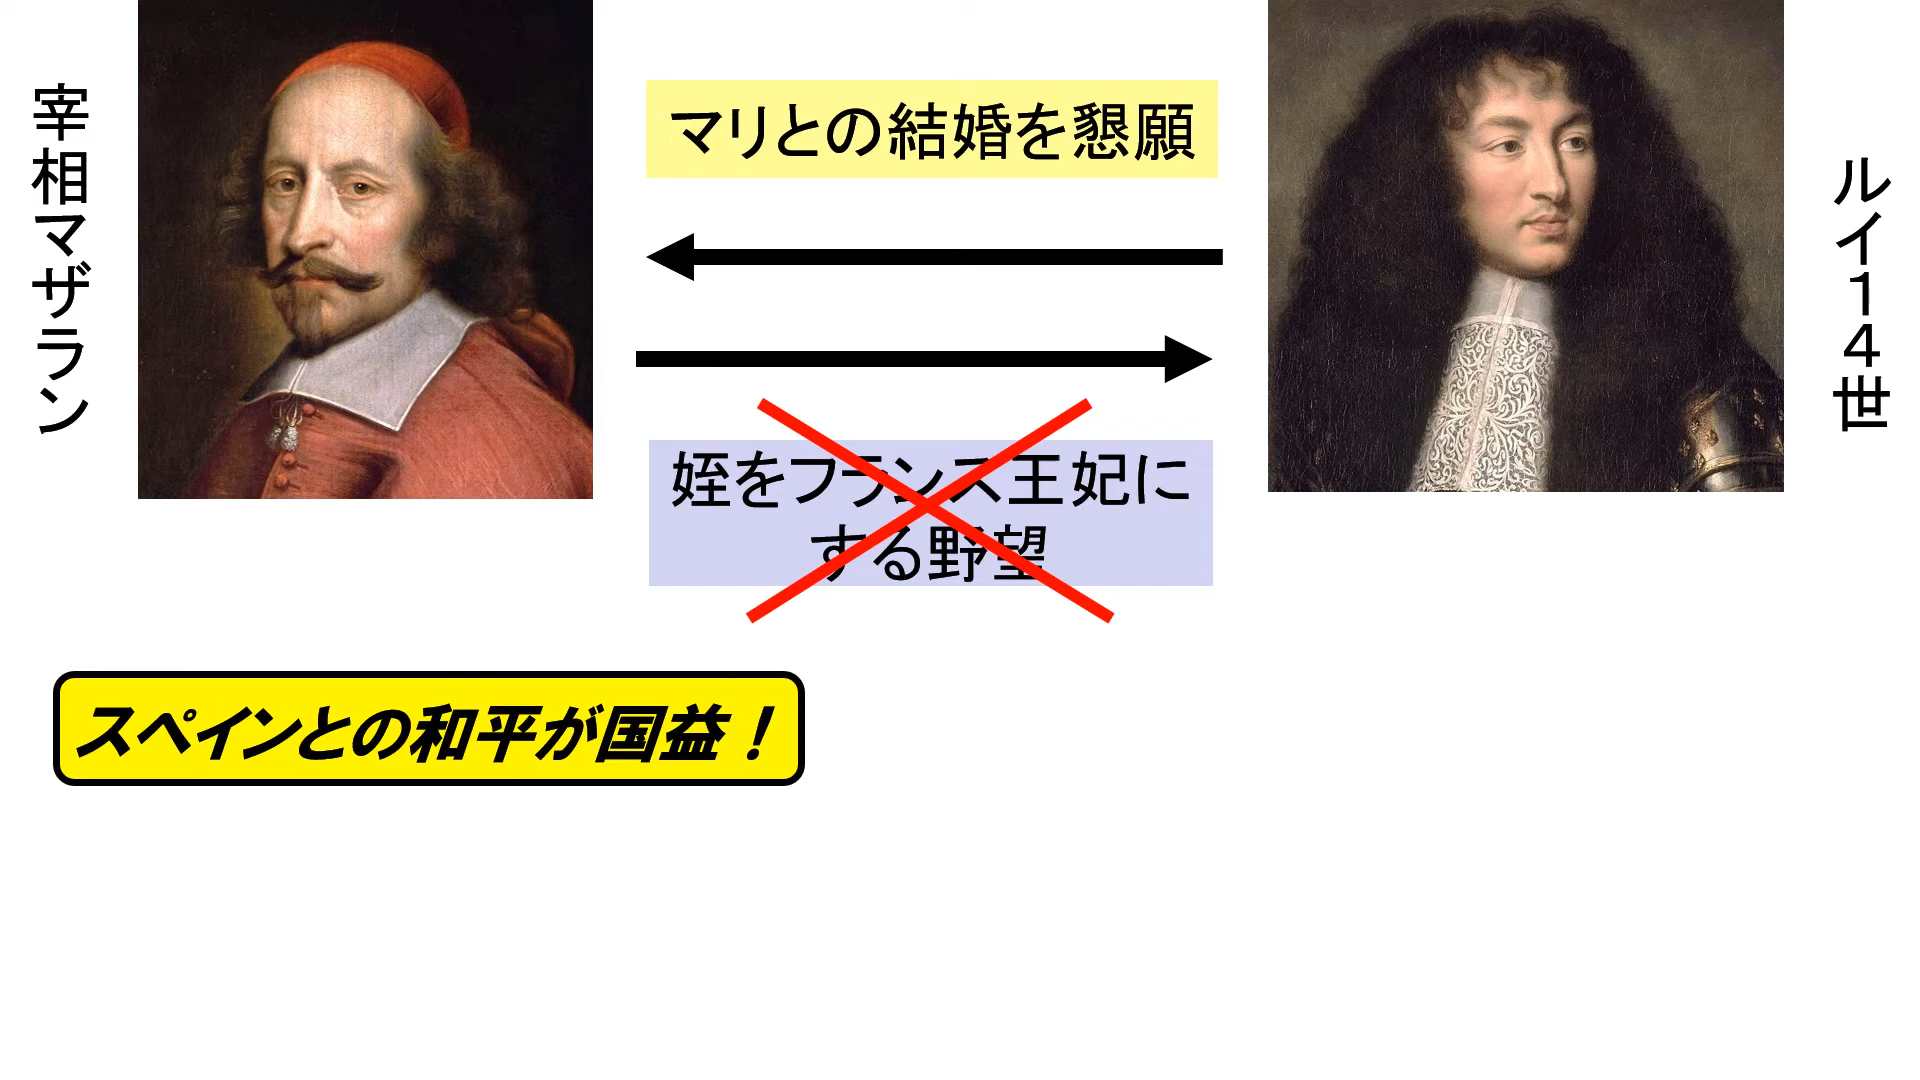 宰相マザラン
マリとの結婚を懇願
ルイ14世
姪をフランス王妃に
する野望
スペインとの和平が国益！